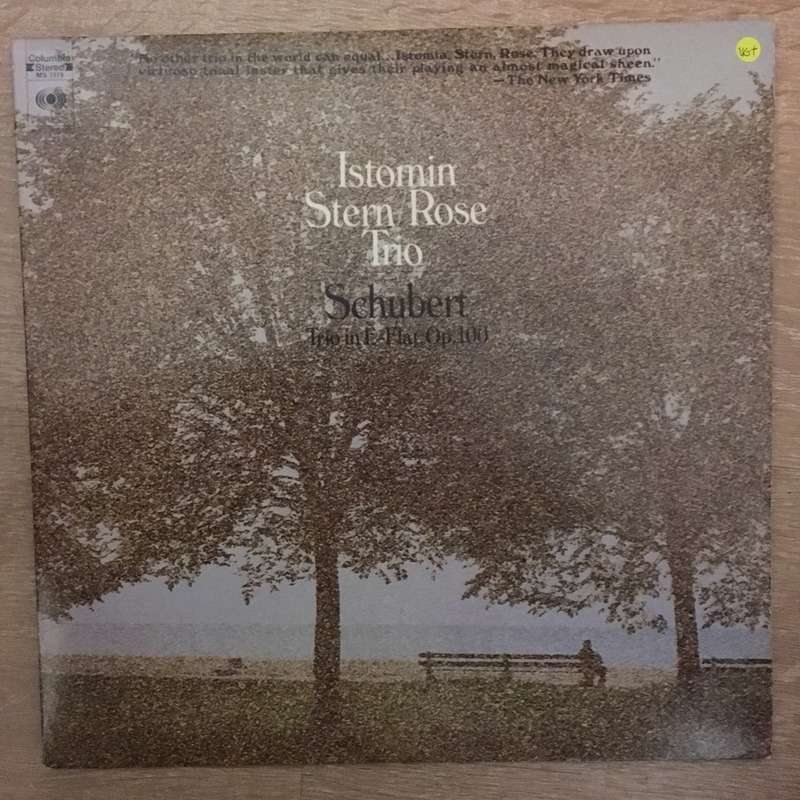 Columbia
Stereo
"No other trio in the world can equal...Istomin, Stern, Rose. They draw upon
virtuoso tonal luster that gives their playing an almost magical sheen."
—The New York Times
VG+
Istomin
Stern Rose
Trio
Schubert
Trio in E-Flat, Op. 100